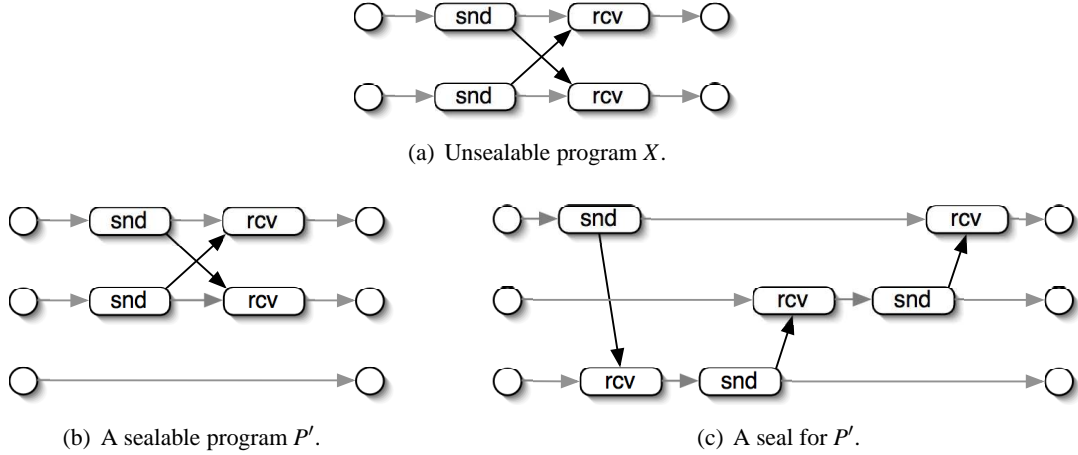 snd rcv
snd rcv
(a) Unsealable program X.
snd rcv
snd rcv
(b) A sealable program P′.
snd rcv
rcv snd
rcv snd
(c) A seal for P′.